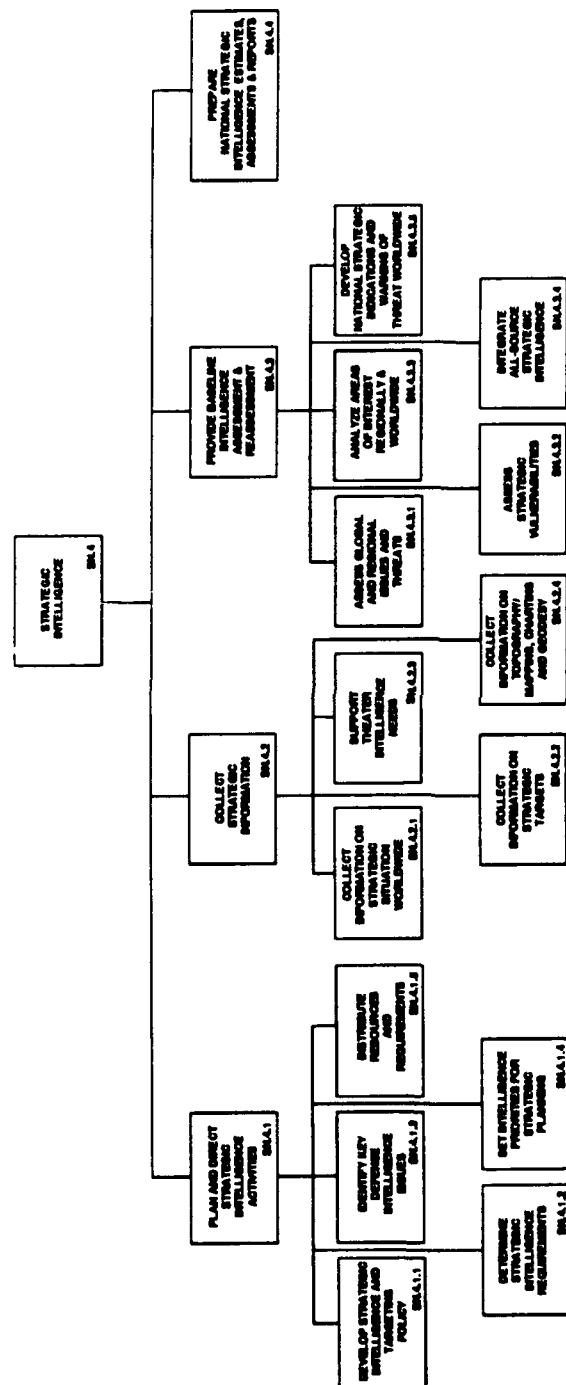 STRATEGIC
INTELLIGENCE
SN.4
PLAN AND DIRECT
STRATEGIC
INTELLIGENCE
ACTIVITIES
SN.4.1
COLLECT
STRATEGIC
INFORMATION
SN.4.2
PROVIDE BASELINE
INTELLIGENCE
ASSESSMENT &
REASSESSMENT
SN.4.3
PREPARE
NATIONAL STRATEGIC
INTELLIGENCE ESTIMATES,
ASSESSMENTS & REPORTS
SN.4.4
DEVELOP STRATEGIC
INTELLIGENCE AND
TARGETING
POLICY
SN.4.1.1
IDENTIFY KEY
DEFENSE
INTELLIGENCE
ISSUES
SN.4.1.3
DISTRIBUTE
RESOURCES
AND
REQUIREMENTS
SN.4.1.5
COLLECT
INFORMATION ON
STRATEGIC
SITUATION
WORLDWIDE
SN.4.2.1
SUPPORT
THEATER
INTELLIGENCE
NEEDS
SN.4.2.3
ASSESS GLOBAL
AND REGIONAL
ISSUES AND
THREATS
SN.4.3.1
ANALYZE AREAS
OF INTEREST
REGIONALLY &
WORLDWIDE
SN.4.3.3
DEVELOP
NATIONAL STRATEGIC
INDICATIONS AND
WARNING OF
THREAT WORLDWIDE
SN.4.3.5
DETERMINE
STRATEGIC
INTELLIGENCE
REQUIREMENTS
SN.4.1.2
SET INTELLIGENCE
PRIORITIES FOR
STRATEGIC
PLANNING
SN.4.1.4
COLLECT
INFORMATION ON
STRATEGIC
TARGETS
SN.4.2.2
COLLECT
INFORMATION ON
TOPOGRAPHY/
MAPPING, CHARTING
AND GEODESY
SN.4.2.4
ASSESS
STRATEGIC
VULNERABILITIES
SN.4.3.2
INTEGRATE
ALL-SOURCE
STRATEGIC
INTELLIGENCE
SN.4.3.4